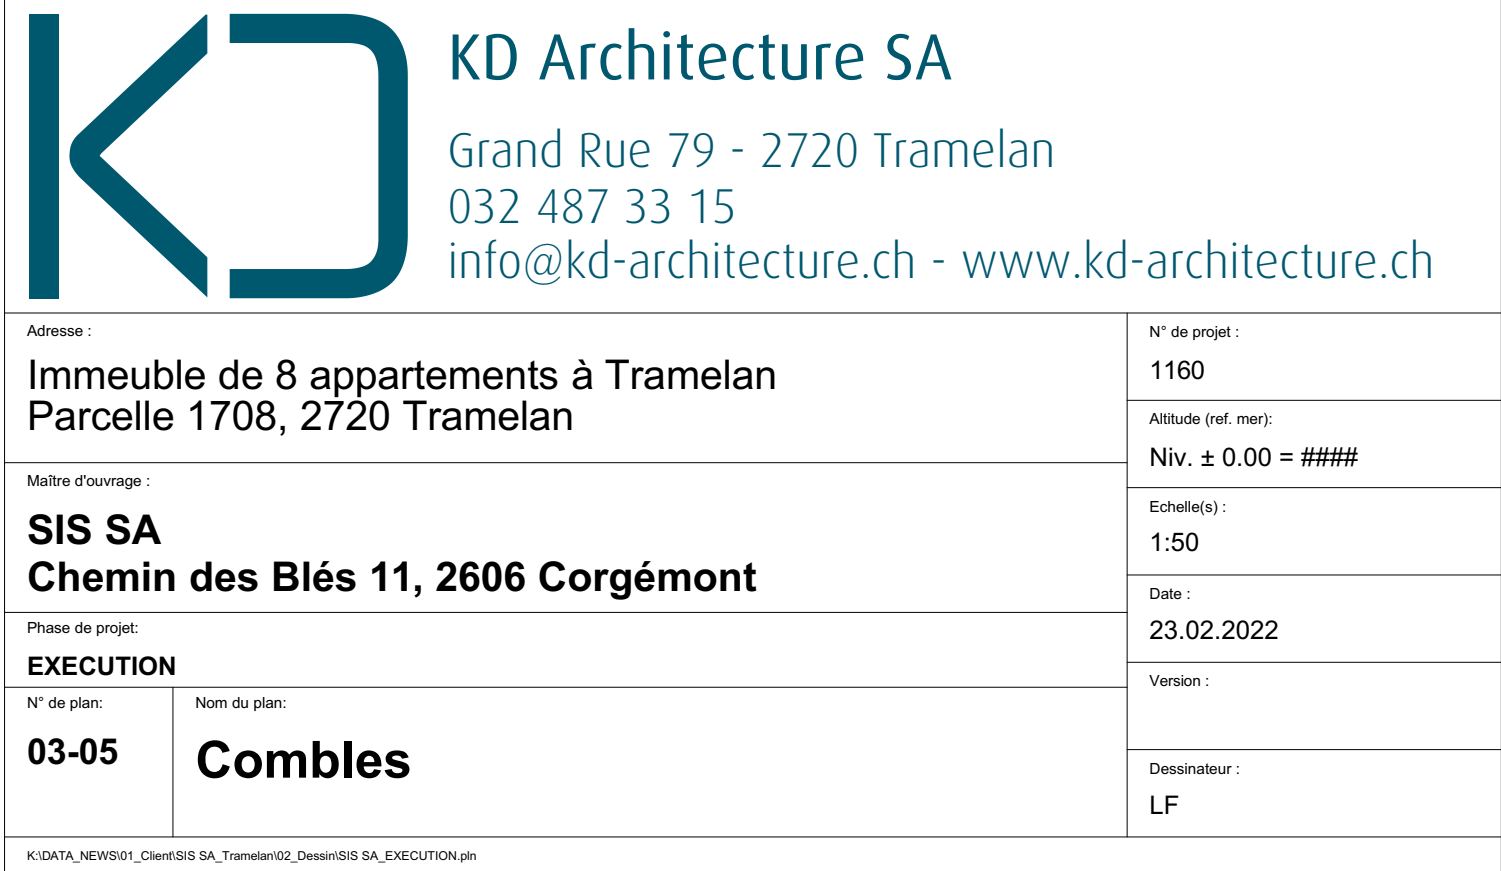 KD
KD Architecture SA
Grand Rue 79 - 2720 Tramelan
032 487 33 15
info@kd-architecture.ch - www.kd-architecture.ch
Adresse :
Immeuble de 8 appartements à Tramelan
Parcelle 1708, 2720 Tramelan
Maître d'ouvrage :
SIS SA
Chemin des Blés 11, 2606 Corgémont
Phase de projet:
EXECUTION
N° de plan:
03-05
Nom du plan:
Combles
N° de projet :
1160
Altitude (ref. mer):
Niv. ± 0.00 = ####
Echelle(s) :
1:50
Date :
23.02.2022
Version :
Dessinateur :
LF
K:\DATA_NEWS\01_Client\SIS SA_Tramelan\02_Dessin\SIS SA_EXECUTION.pln